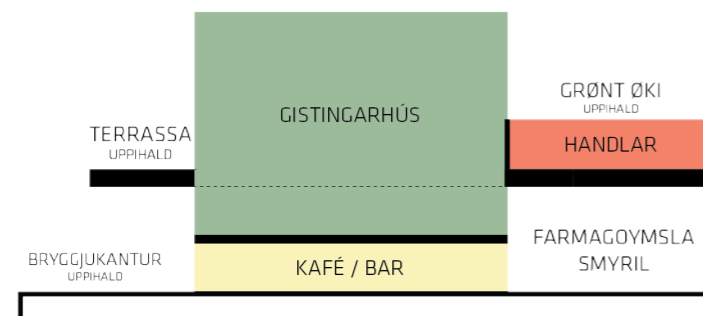 GISTINGARHÚS
GRØNT ØKI
UPPIHALD
TERRASSA
UPPIHALD
HANDLAR
BRYGGJUKANTUR
UPPIHALD
KAFÉ / BAR
FARMAGOYMSLA
SMYRIL